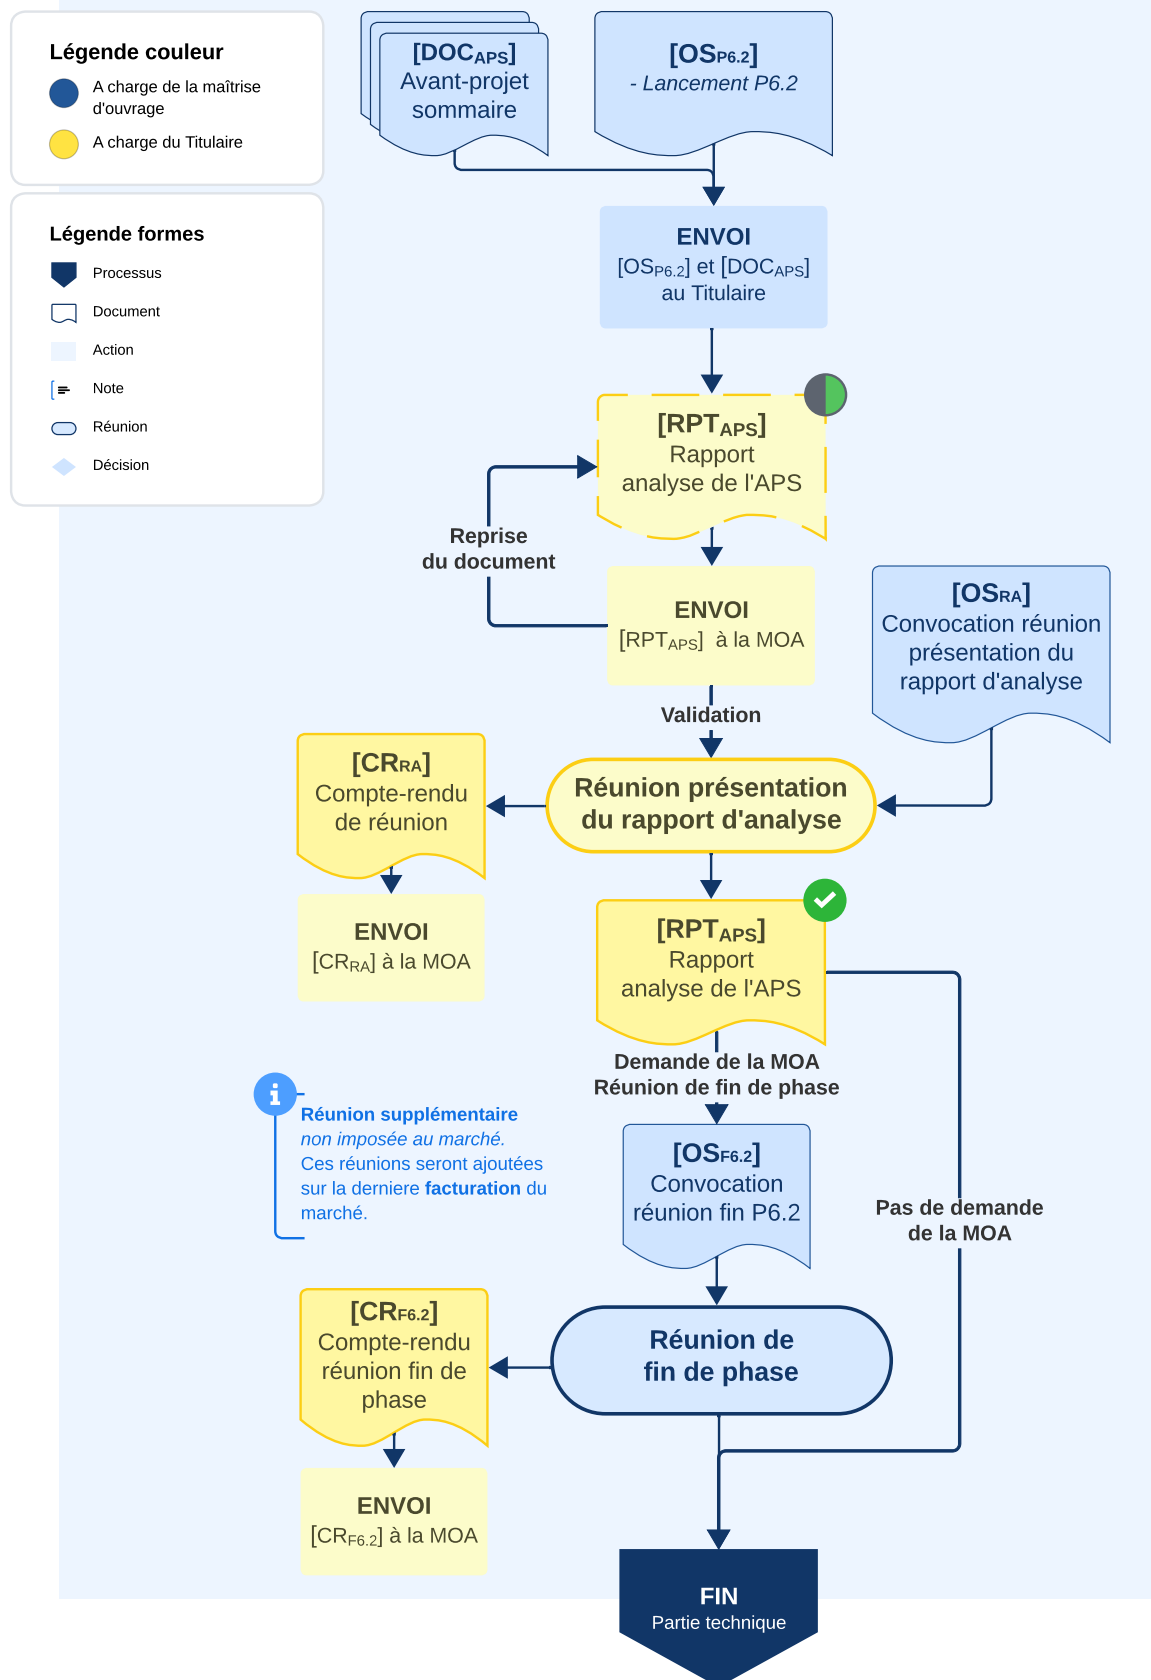 Légende couleur
A charge de la maîtrise
d'ouvrage
A charge du Titulaire
Légende formes
Processus
Document
Action
Note
Réunion
Décision
[DOCAPS]
Avant-projet
sommaire
[OSP6.2]
- Lancement P6.2
ENVOI
[OSP6.2] et [DOCAPS]
au Titulaire
[RPTAPS]
Rapport
analyse de l'APS
Reprise
du document
ENVOI
[RPTAPS] à la MOA
[OSRA]
Convocation réunion
présentation du
rapport d'analyse
Validation
[CRRA]
Compte-rendu
de réunion
Réunion présentation
du rapport d'analyse
ENVOI
[CRRA] à la MOA
[RPTAPS]
Rapport
analyse de l'APS
Demande de la MOA
Réunion de fin de phase
Réunion supplémentaire
non imposée au marché.
Ces réunions seront ajoutées
sur la derniere facturation du
marché.
[OSF6.2]
Convocation
réunion fin P6.2
Pas de demande
de la MOA
[CRF6.2]
Compte-rendu
réunion fin de
phase
Réunion de
fin de phase
ENVOI
[CRF6.2] à la MOA
FIN
Partie technique